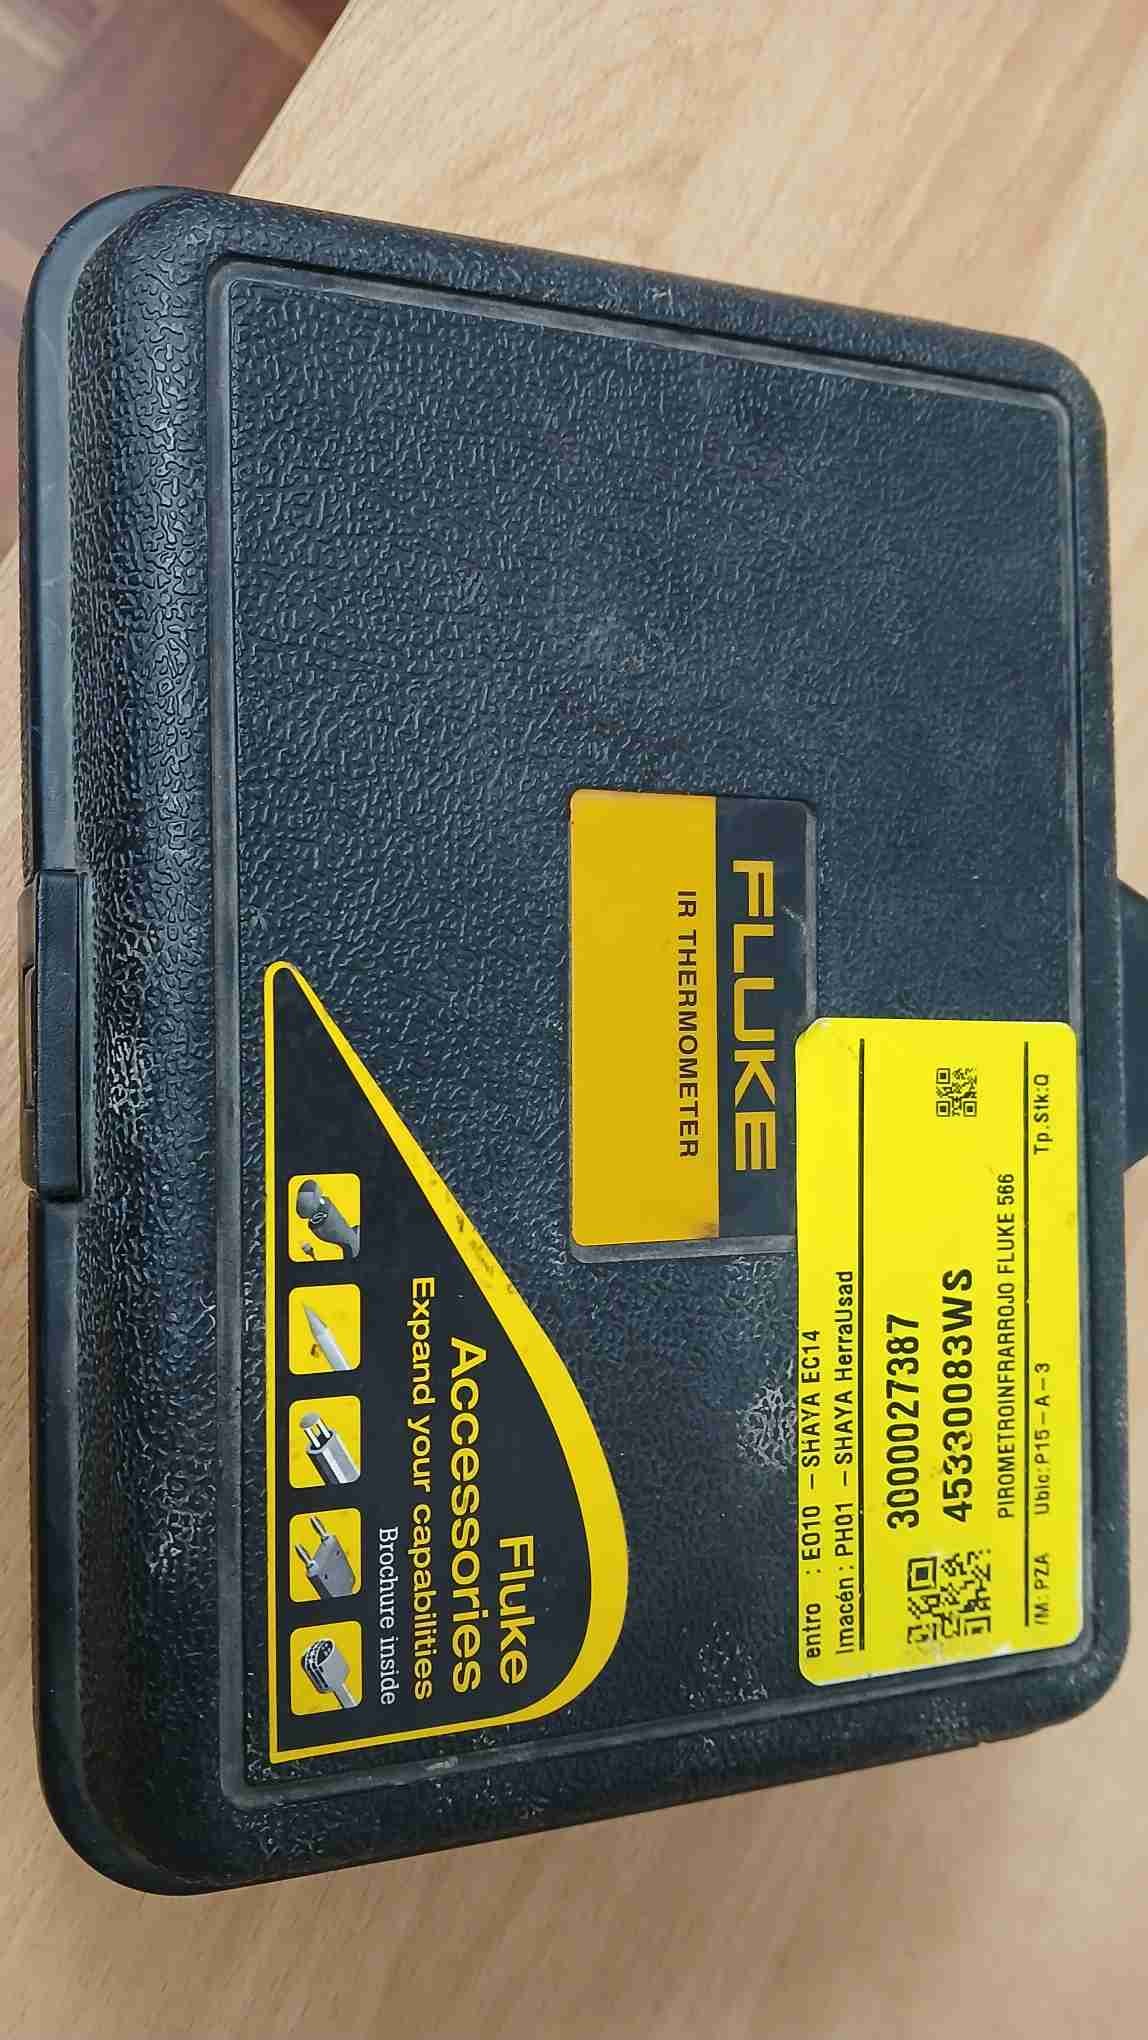 FLUKE
IR THERMOMETER
Fluke
Accessories
Expand your capabilities
Brochure inside
entro : EO10 - SHAYA EC14
lmacén : PH01 - SHAYA HerraUsad
3000027387
45330083WS
PIROMETROINFRARROJO FLUKE 566
/M: PZA Ubic: P15-A-3 Tp.Stk:Q